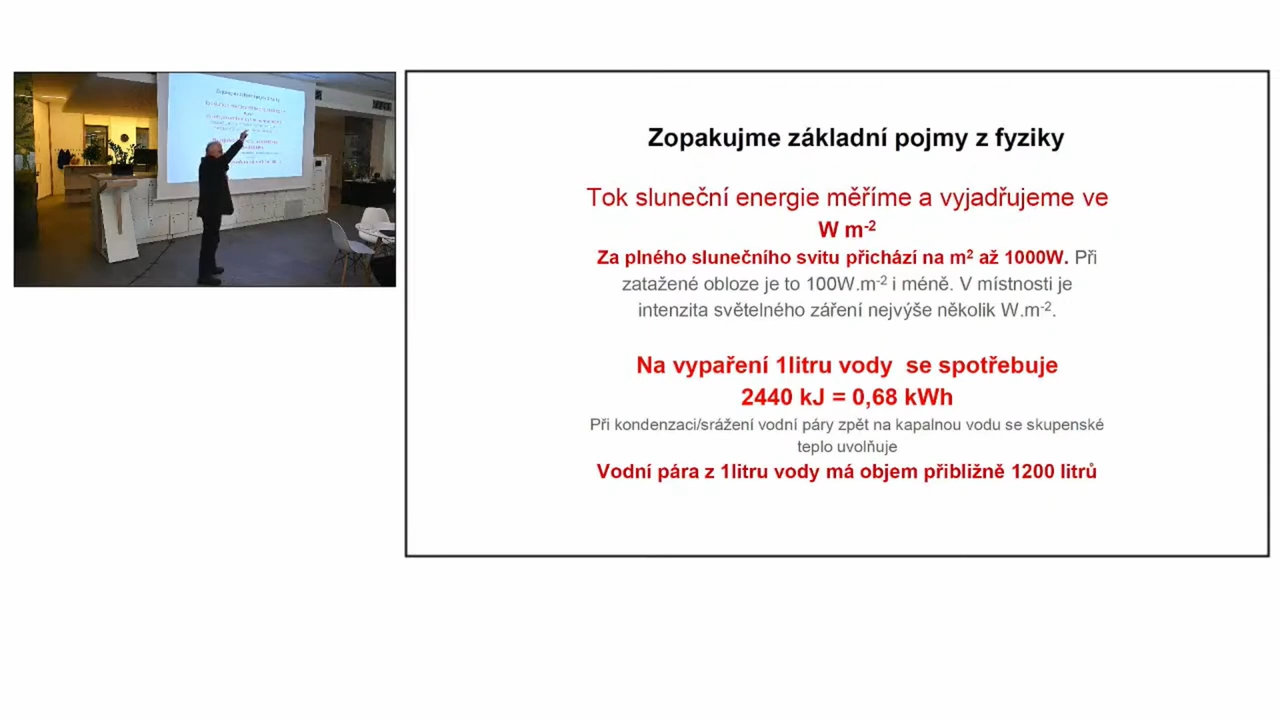 Zopakujme základní pojmy z fyziky
Tok sluneční energie měříme a vyjadřujeme ve
W m-2
Za plného slunečního svitu přichází na m2 až 1000W. Při
zatažené obloze je to 100W.m-2 i méně. V místnosti je
intenzita světelného záření nejvýše několik W.m-2.
Na vypaření 1litru vody  se spotřebuje
2440 kJ = 0,68 kWh
Při kondenzaci/srážení vodní páry zpět na kapalnou vodu se skupenské
teplo uvolňuje
Vodní pára z 1litru vody má objem přibližně 1200 litrů